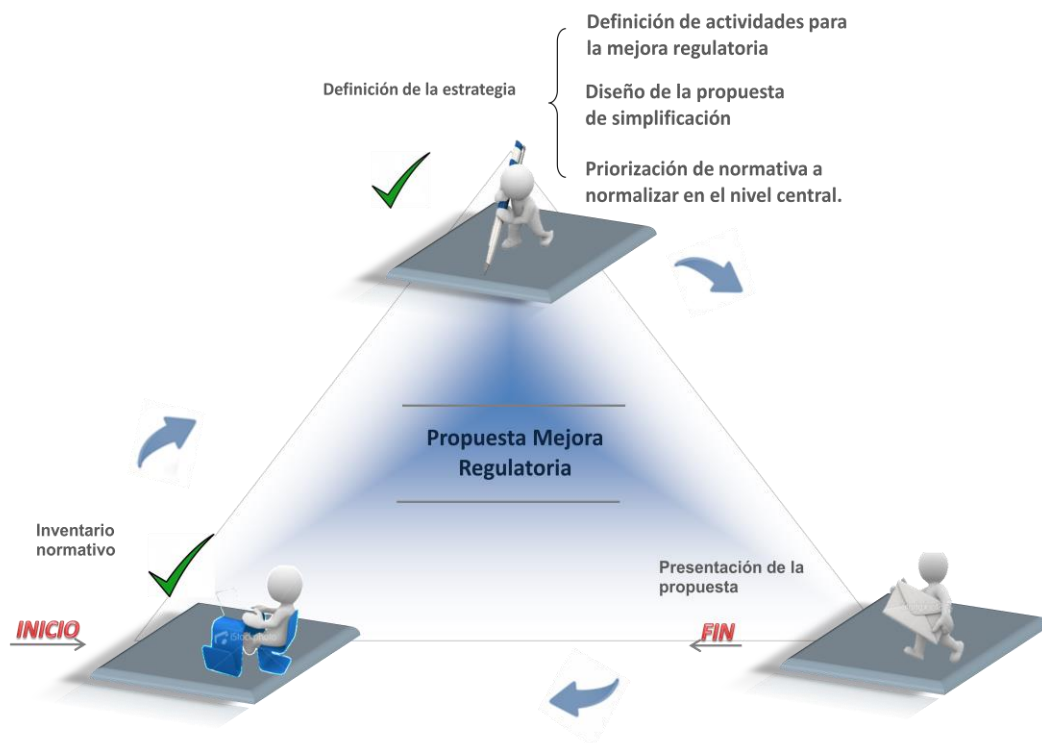 Definición de actividades para
la mejora regulatoria
Definición de la estrategia
Diseño de la propuesta
de simplificación
Priorización de normativa a
normalizar en el nivel central.
Propuesta Mejora
Regulatoria
Inventario
normativo
Presentación de la
propuesta
INICIO
FIN
iStockphoto